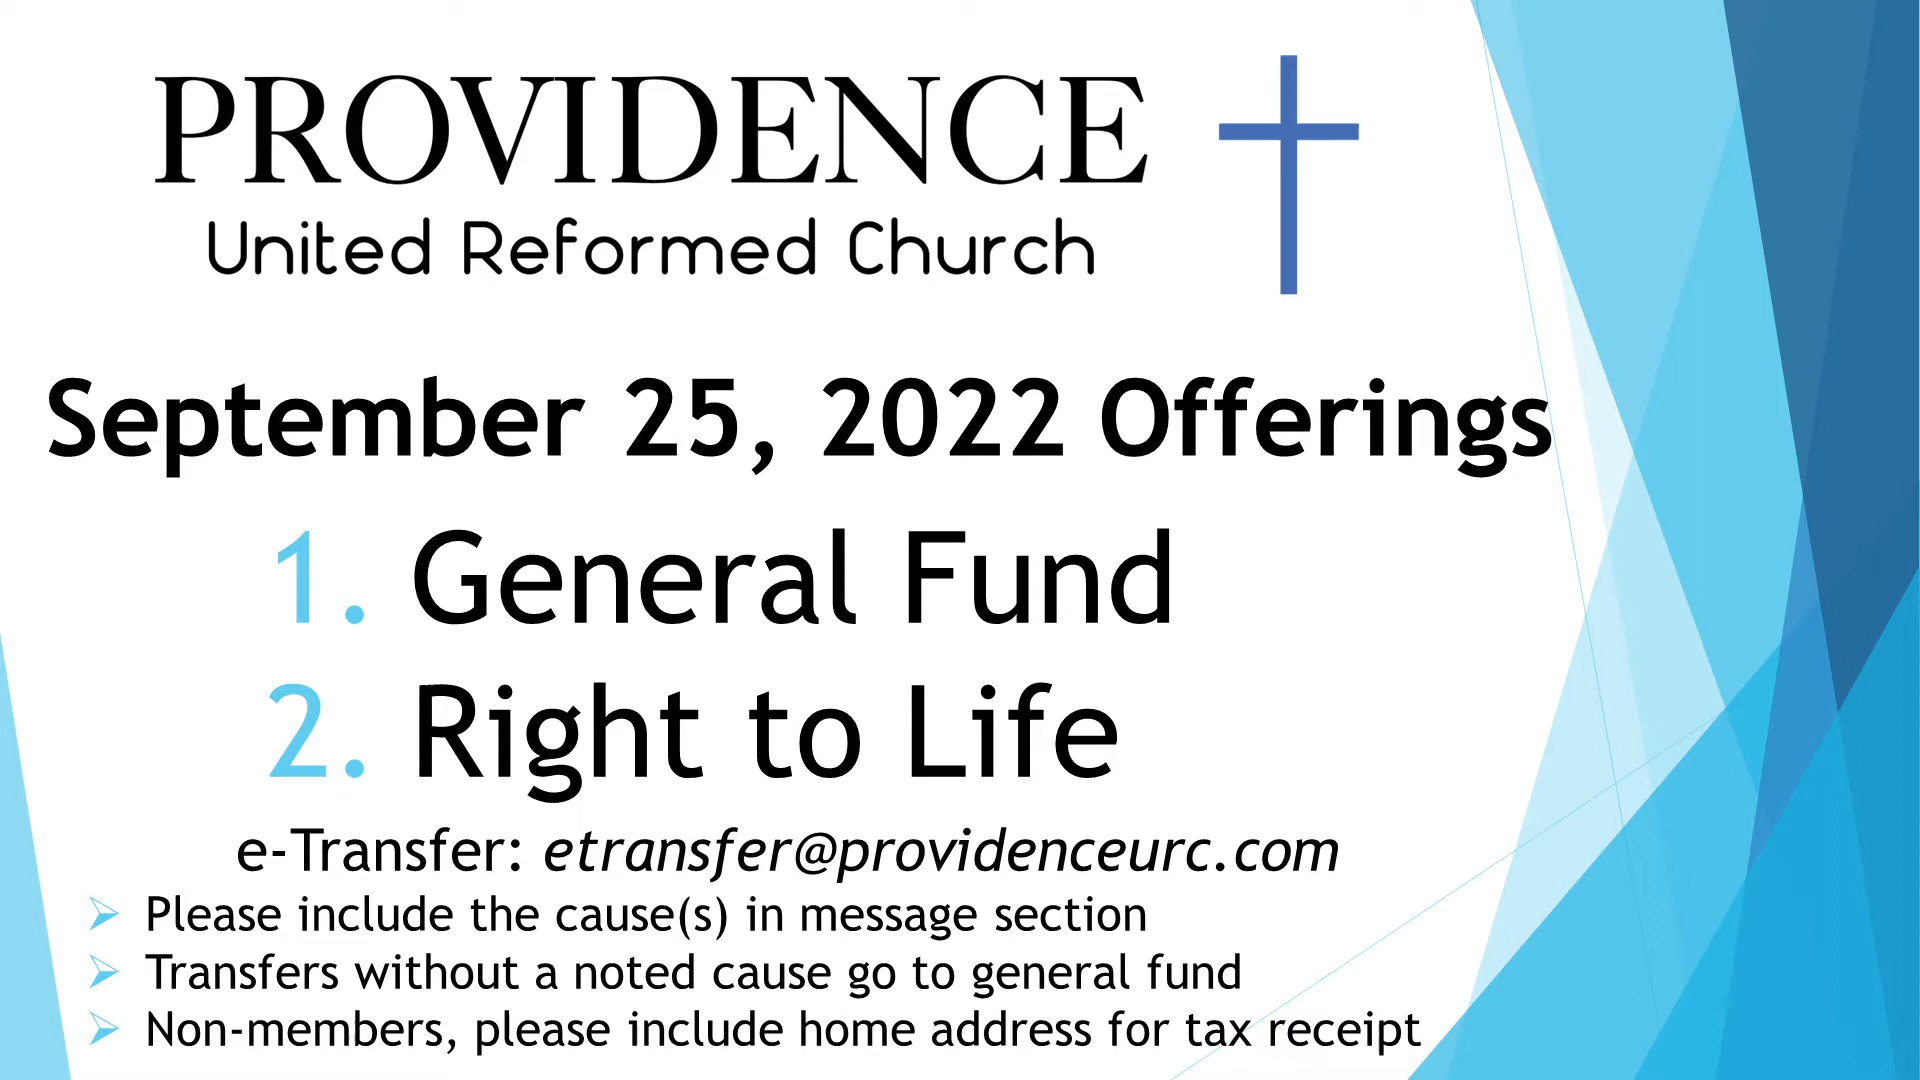 PROVIDENCE
United Reformed Church
September 25, 2022 Offerings
1. General Fund
2. Right to Life
e-Transfer: etransfer@providenceurc.com
Please include the cause(s) in message section
Transfers without a noted cause go to general fund
Non-members, please include home address for tax receipt